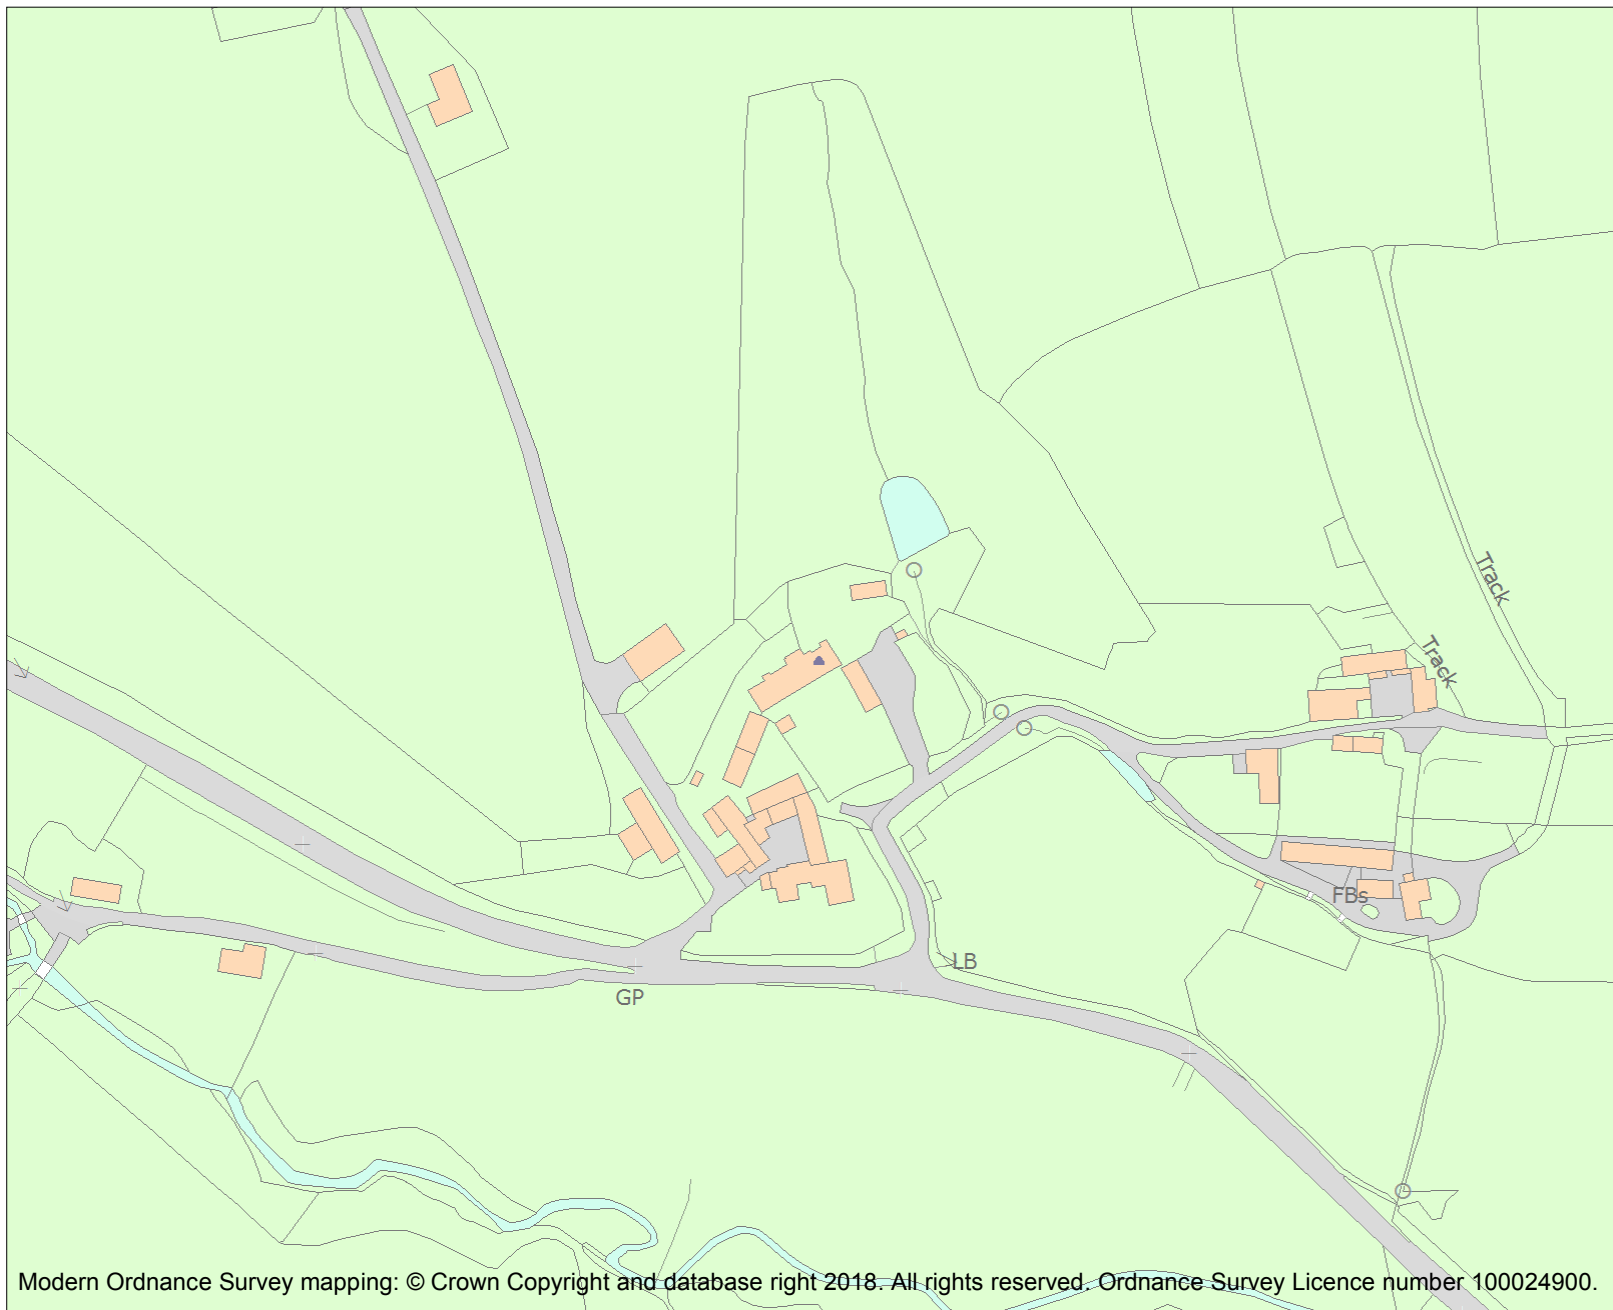 Track
Track
FBs
LB
GP
Modern Ordnance Survey mapping: © Crown Copyright and database right 2018. All rights reserved. Ordnance Survey Licence number 100024900.